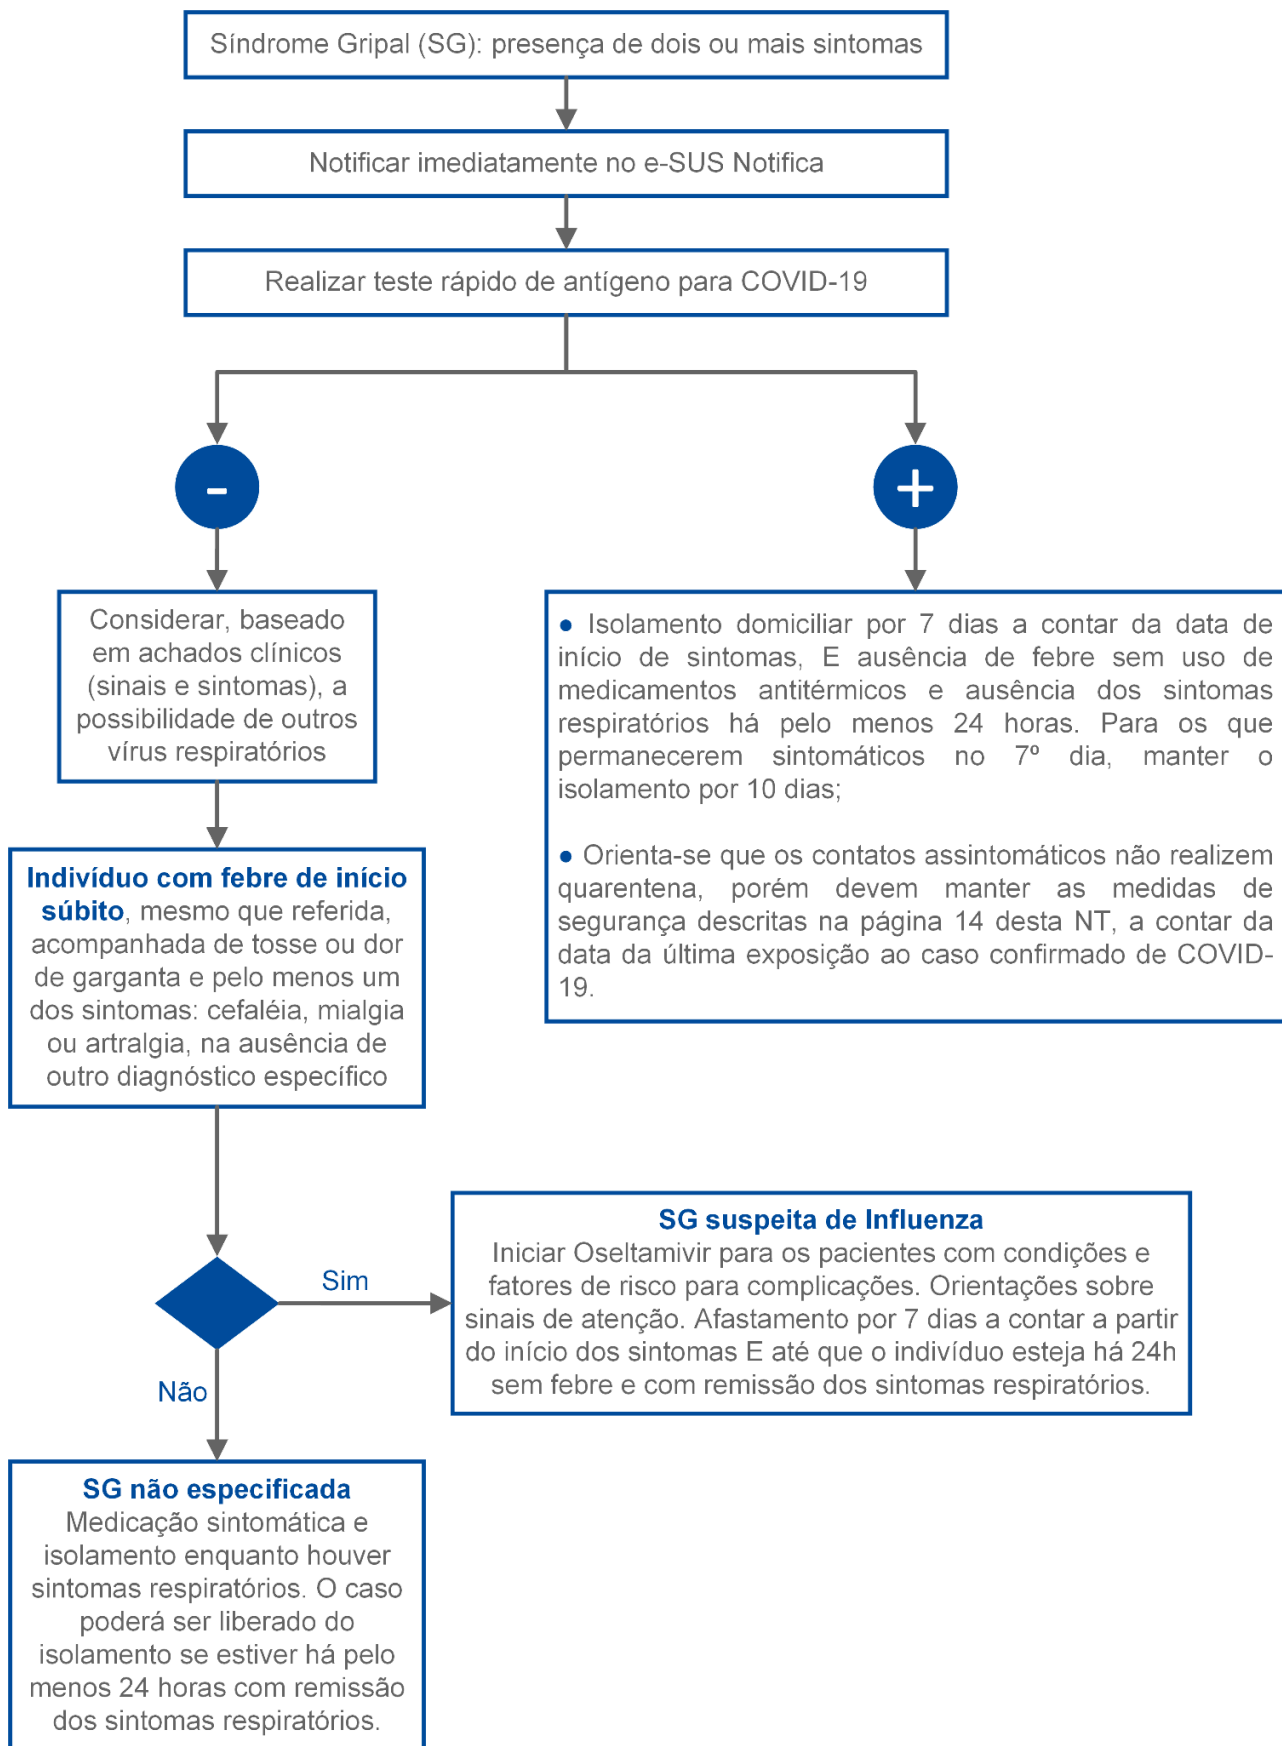 Síndrome Gripal (SG): presença de dois ou mais sintomas
Notificar imediatamente no e-SUS Notifica
Realizar teste rápido de antígeno para COVID-19
-
+
Considerar, baseado
em achados clínicos
(sinais e sintomas), a
possibilidade de outros
vírus respiratórios
● Isolamento domiciliar por 7 dias a contar da data de
início de sintomas, E ausência de febre sem uso de
medicamentos antitérmicos e ausência dos sintomas
respiratórios há pelo menos 24 horas. Para os que
permanecerem sintomáticos no 7º dia, manter o
isolamento por 10 dias;
● Orienta-se que os contatos assintomáticos não realizem
quarentena, porém devem manter as medidas de
segurança descritas na página 14 desta NT, a contar da
data da última exposição ao caso confirmado de COVID-
19.
Indivíduo com febre de início
súbito, mesmo que referida,
acompanhada de tosse ou dor
de garganta e pelo menos um
dos sintomas: cefaléia, mialgia
ou artralgia, na ausência de
outro diagnóstico específico
Sim
SG suspeita de Influenza
Iniciar Oseltamivir para os pacientes com condições e
fatores de risco para complicações. Orientações sobre
sinais de atenção. Afastamento por 7 dias a contar a partir
do início dos sintomas E até que o indivíduo esteja há 24h
sem febre e com remissão dos sintomas respiratórios.
Não
SG não especificada
Medicação sintomática e
isolamento enquanto houver
sintomas respiratórios. O caso
poderá ser liberado do
isolamento se estiver há pelo
menos 24 horas com remissão
dos sintomas respiratórios.